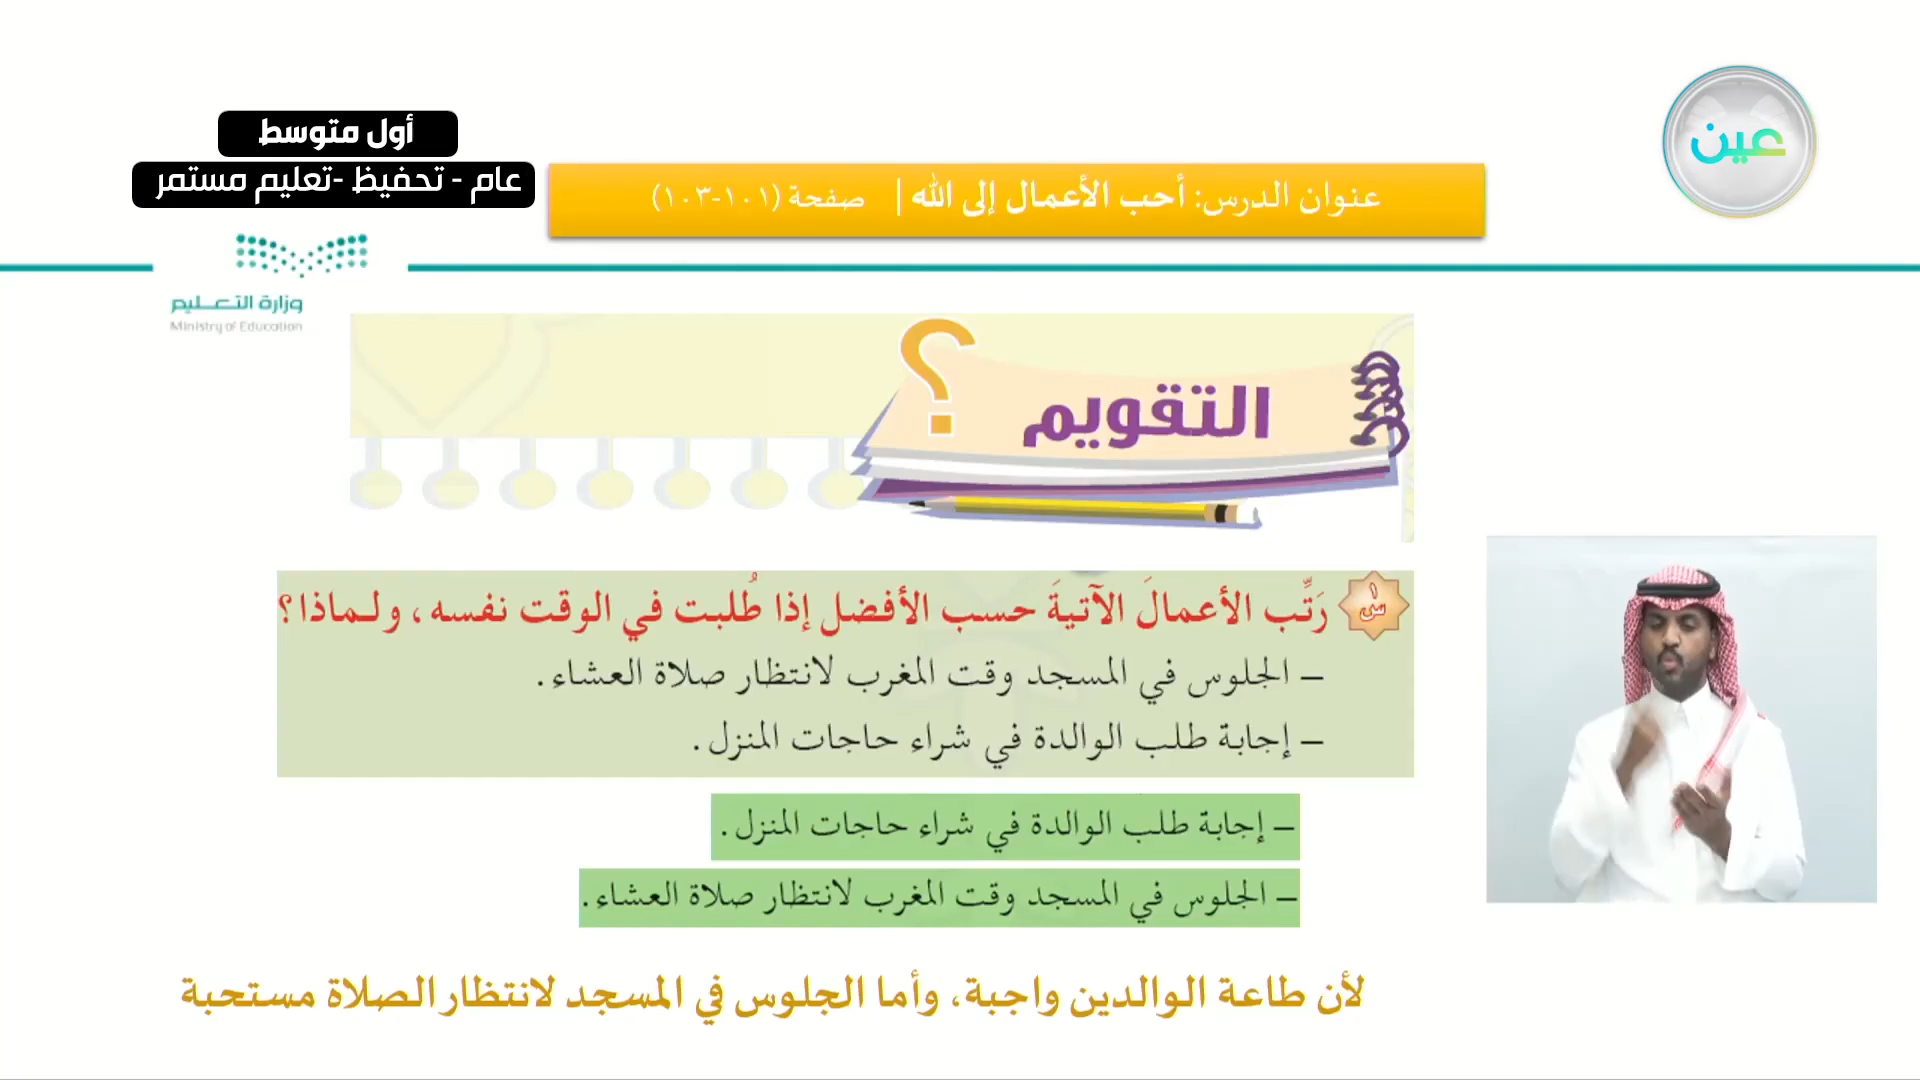 عين
أول متوسط
عام - تحفيظ -تعليم مستمر
عنوان الدرس: أحب الأعمال إلى الله | صفحة (١٠١-١٠٣)
وزارة التعـــليم
Ministry of Education
التقويم ؟
س١ رَتِّب الأعمالَ الآتيةَ حسب الأفضل إذا طُلبت في الوقت نفسه، ولـماذا؟
– الجلوس في المسجد وقت المغرب لانتظار صلاة العشاء.
– إجابة طلب الوالدة في شراء حاجات المنزل.
– إجابة طلب الوالدة في شراء حاجات المنزل.
– الجلوس في المسجد وقت المغرب لانتظار صلاة العشاء.
لأن طاعة الوالدين واجبة، وأما الجلوس في المسجد لانتظار الصلاة مستحبة